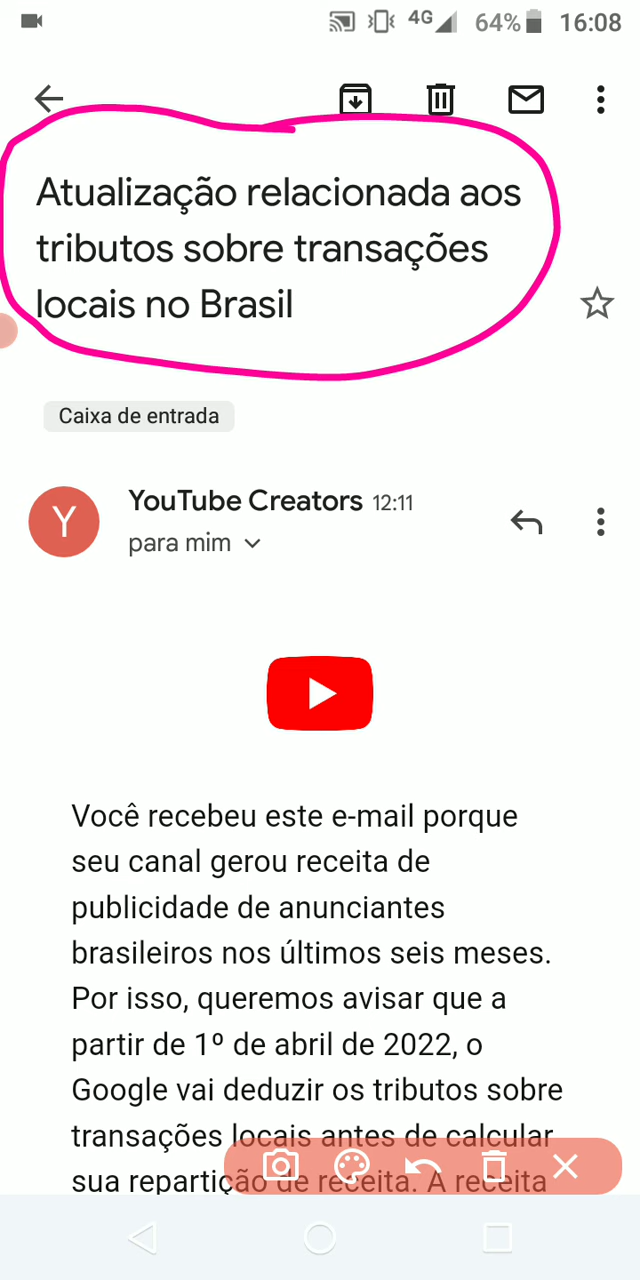 4G 64% 16:08
Atualização relacionada aos
tributos sobre transações
locais no Brasil
Caixa de entrada
Y
YouTube Creators 12:11
para mim
Você recebeu este e-mail porque
seu canal gerou receita de
publicidade de anunciantes
brasileiros nos últimos seis meses.
Por isso, queremos avisar que a
partir de 1º de abril de 2022, o
Google vai deduzir os tributos sobre
transações locais antes de calcular
sua repartição de receita. A receita